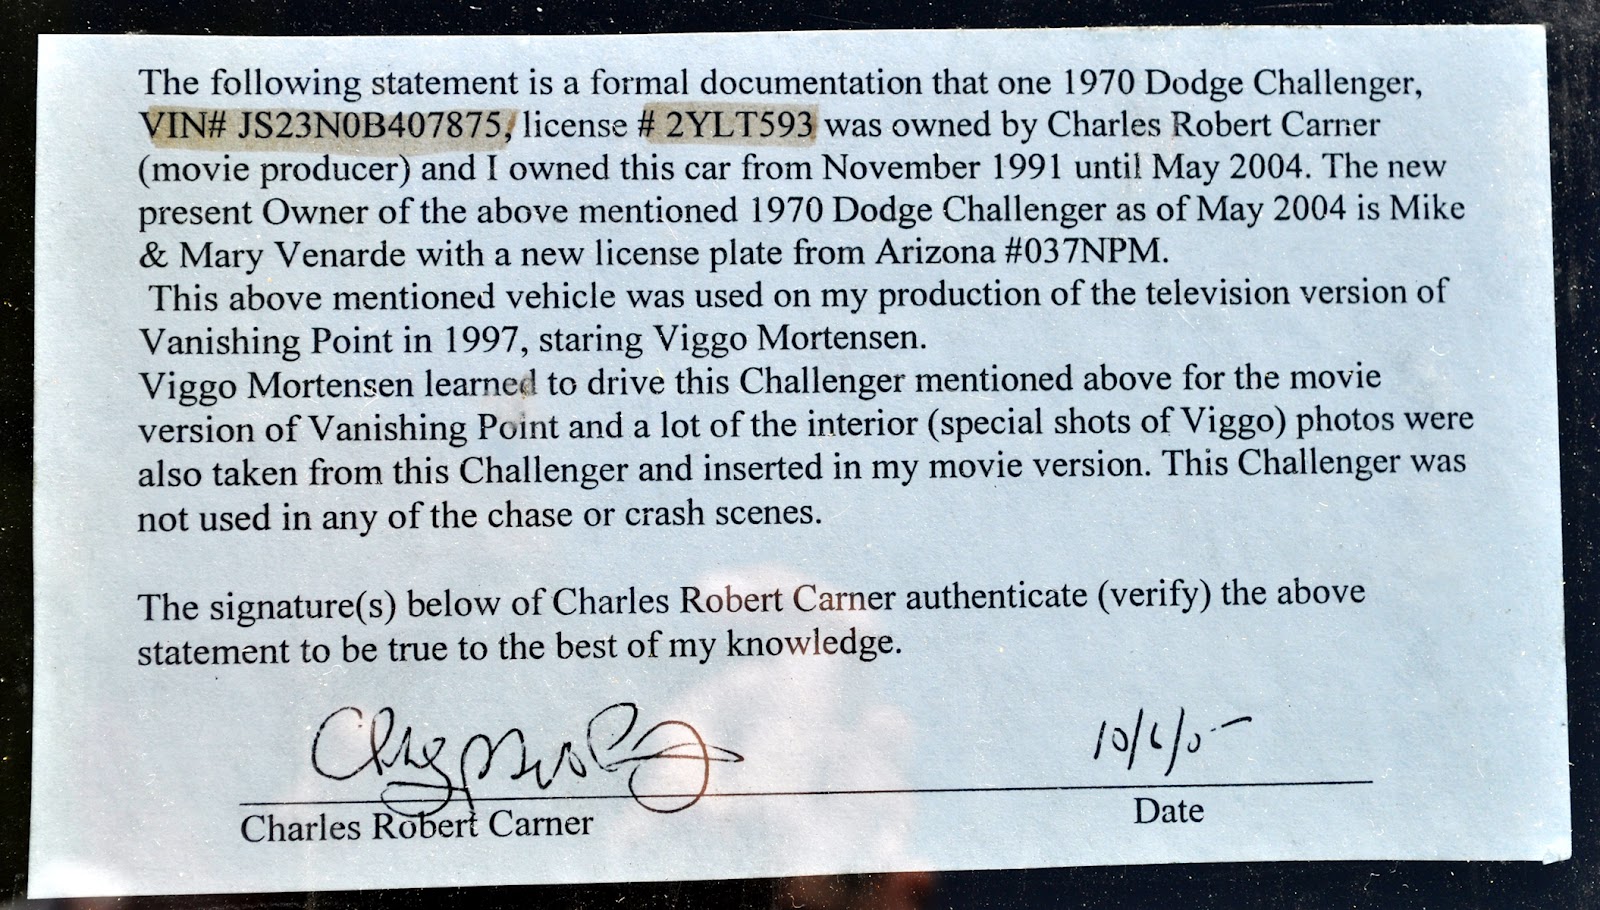 The following statement is a formal documentation that one 1970 Dodge Challenger,
VIN# JS23N0B407875, license # 2YLT593 was owned by Charles Robert Carner
(movie producer) and I owned this car from November 1991 until May 2004. The new
present Owner of the above mentioned 1970 Dodge Challenger as of May 2004 is Mike
& Mary Venarde with a new license plate from Arizona #037NPM.
This above mentioned vehicle was used on my production of the television version of
Vanishing Point in 1997, staring Viggo Mortensen.
Viggo Mortensen learned to drive this Challenger mentioned above for the movie
version of Vanishing Point and a lot of the interior (special shots of Viggo) photos were
also taken from this Challenger and inserted in my movie version. This Challenger was
not used in any of the chase or crash scenes.
The signature(s) below of Charles Robert Carner authenticate (verify) the above
statement to be true to the best of my knowledge.
10/6/05
Charles Robert Carner Date